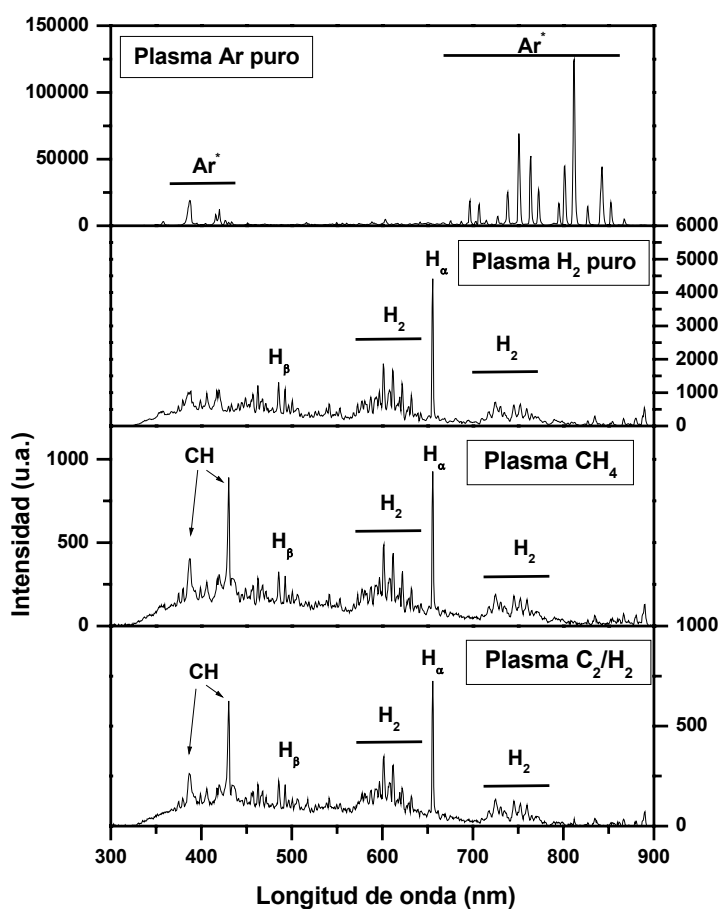 150000
100000
50000
0
Plasma Ar puro
Ar*
Ar*
6000
5000
4000
3000
2000
1000
0
Plasma H₂ puro
Hα
H₂
H₂
Hβ
1000
500
0
Plasma CH₄
CH
Hα
H₂
H₂
Hβ
1000
500
0
Plasma C₂/H₂
CH
Hα
H₂
H₂
Hβ
Intensidad (u.a.)
300 400 500 600 700 800 900
Longitud de onda (nm)